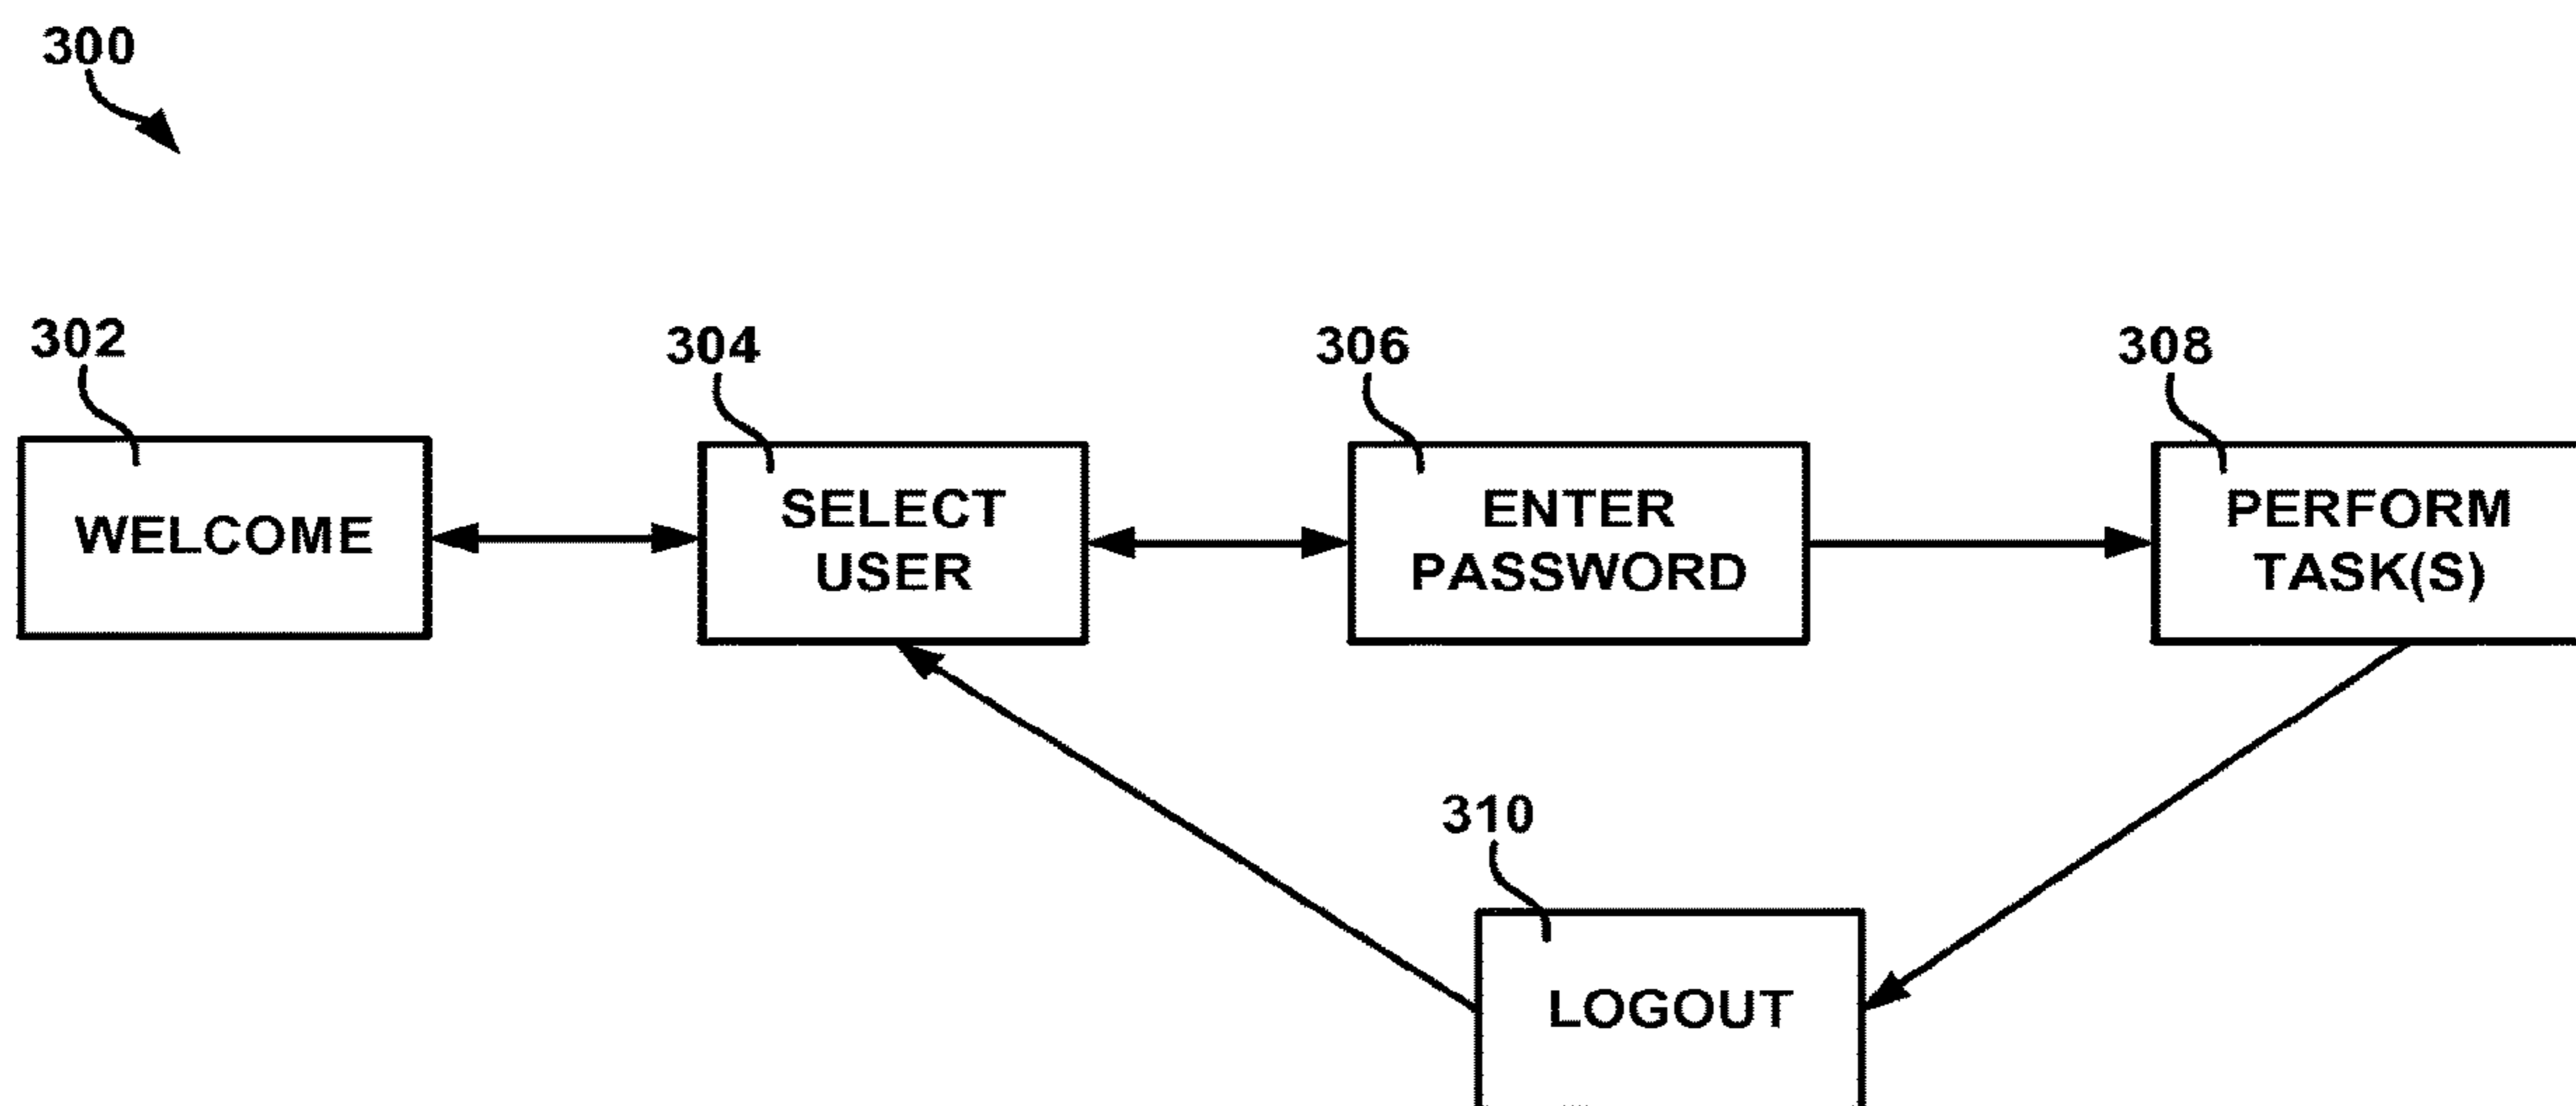 300
302
304
306
308
WELCOME
SELECT
USER
ENTER
PASSWORD
PERFORM
TASK(S)
310
LOGOUT